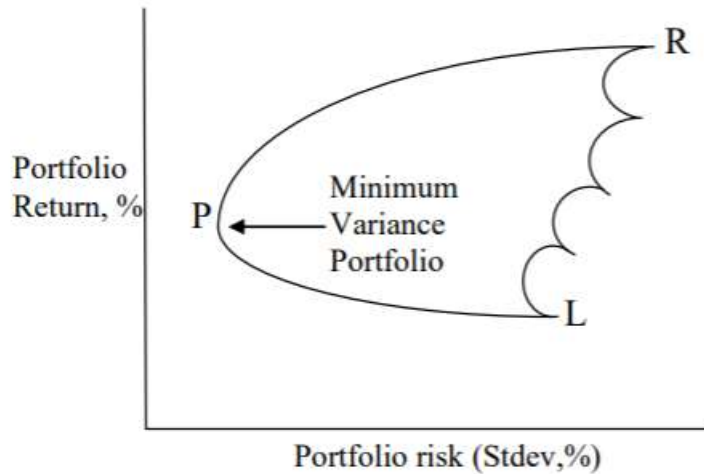 R
Portfolio
Return, %
P
Minimum
Variance
Portfolio
L
Portfolio risk (Stdev,%)